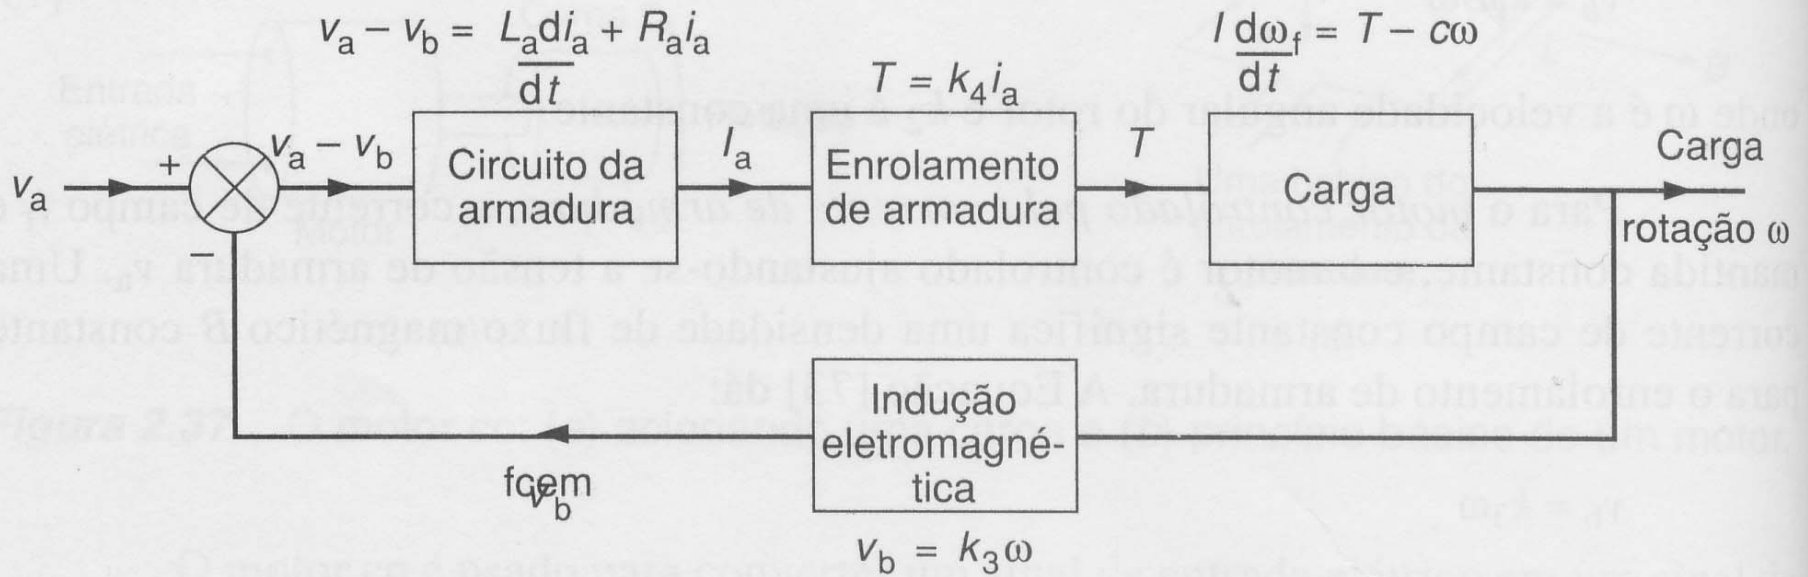 v_a − v_b = L_a di_a/dt + R_a i_a
T = k_4 i_a
I dω_f/dt = T − cω
v_a
+
−
v_a − v_b
Circuito da
armadura
I_a
Enrolamento
de armadura
T
Carga
Carga
rotação ω
Indução
eletromagné-
tica
fcem
v_b
v_b = k_3 ω